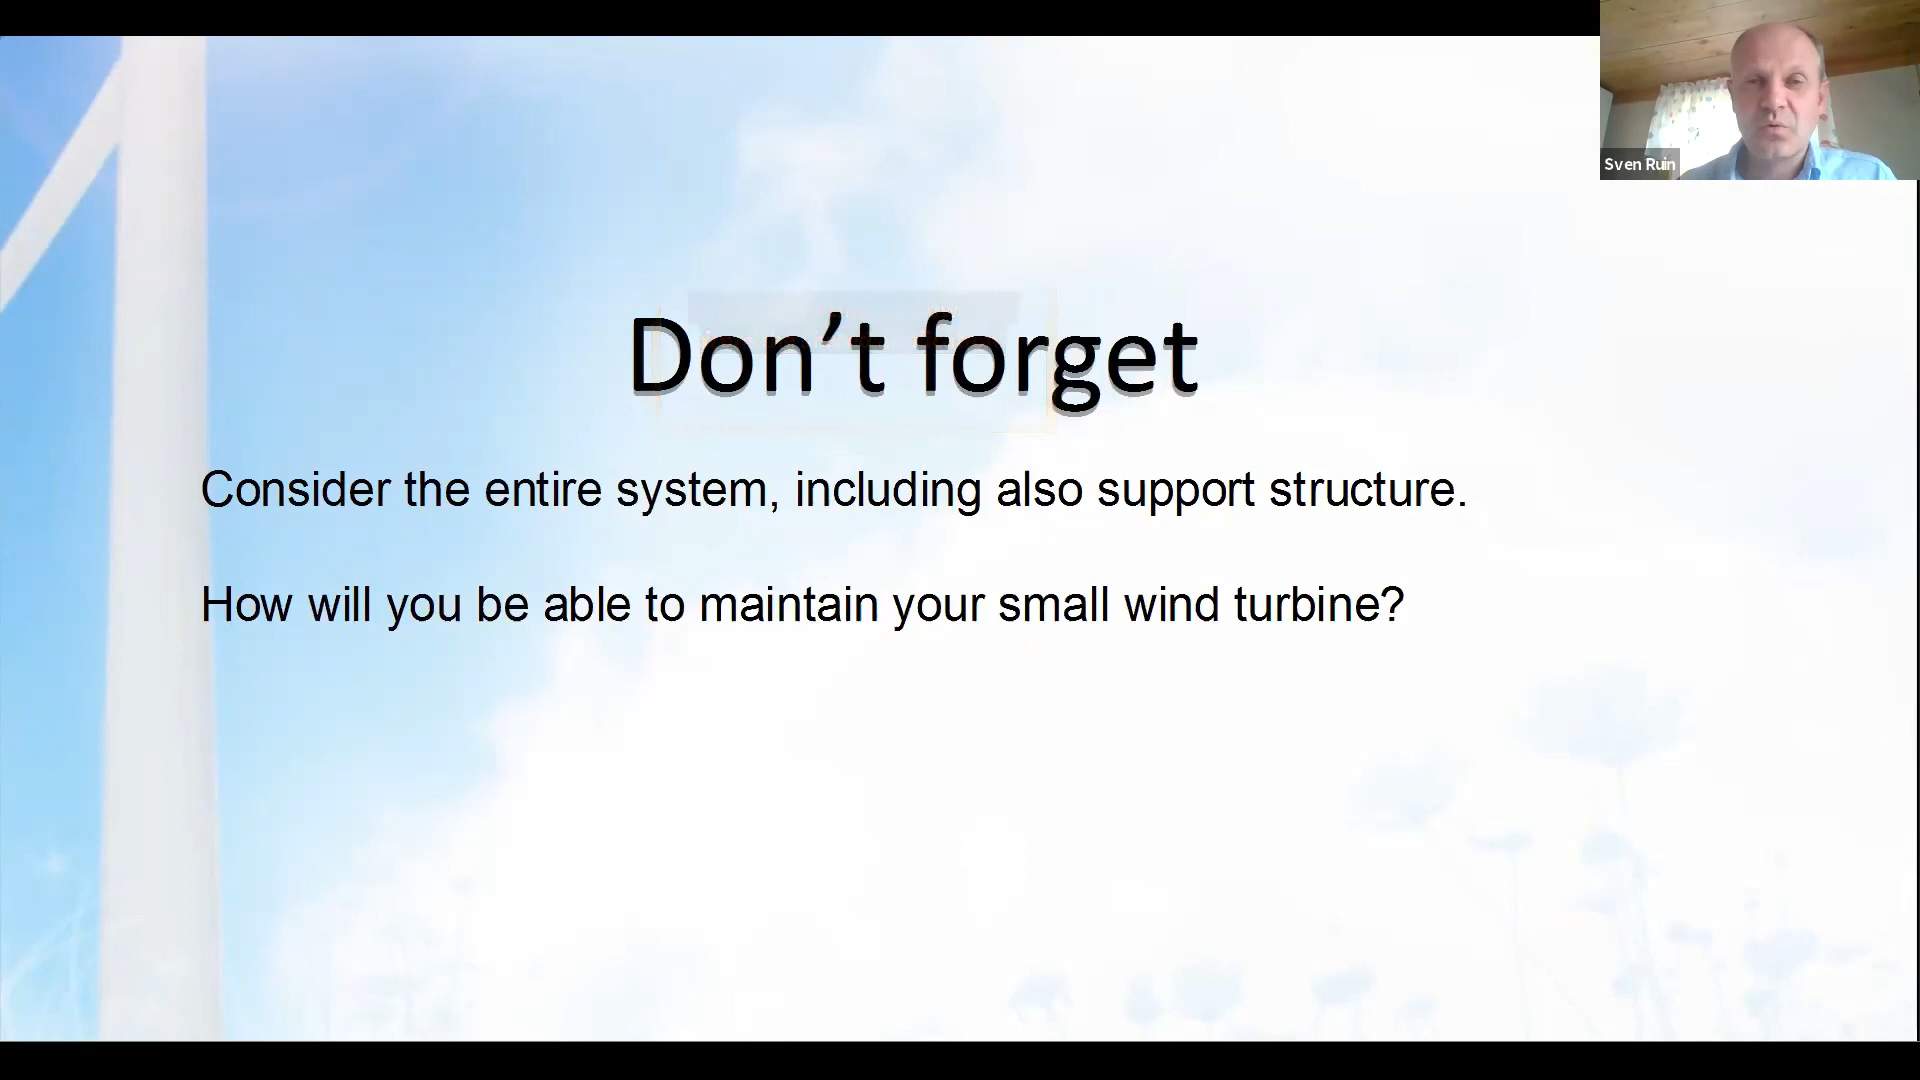 Sven Ruin
Don’t forget
Consider the entire system, including also support structure.
How will you be able to maintain your small wind turbine?